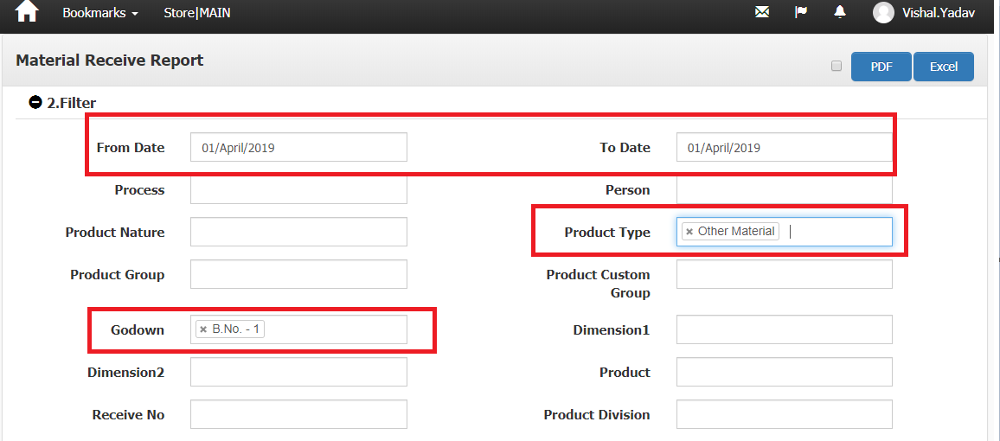 Bookmarks Store|MAIN Vishal.Yadav
Material Receive Report PDF Excel
2.Filter
From Date 01/April/2019 To Date 01/April/2019
Process Person
Product Nature Product Type × Other Material
Product Group Product Custom
Group
Godown × B.No. - 1 Dimension1
Dimension2 Product
Receive No Product Division